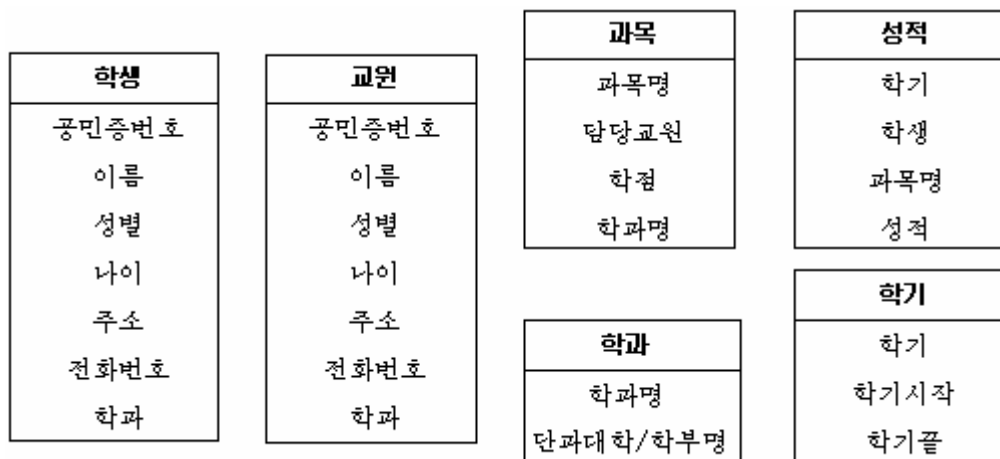 학생
공민증번호
이름
성별
나이
주소
전화번호
학과
교원
공민증번호
이름
성별
나이
주소
전화번호
학과
과목
과목명
담당교원
학점
학과명
학과
학과명
단과대학/학부명
성적
학기
학생
과목명
성적
학기
학기
학기시작
학기끝